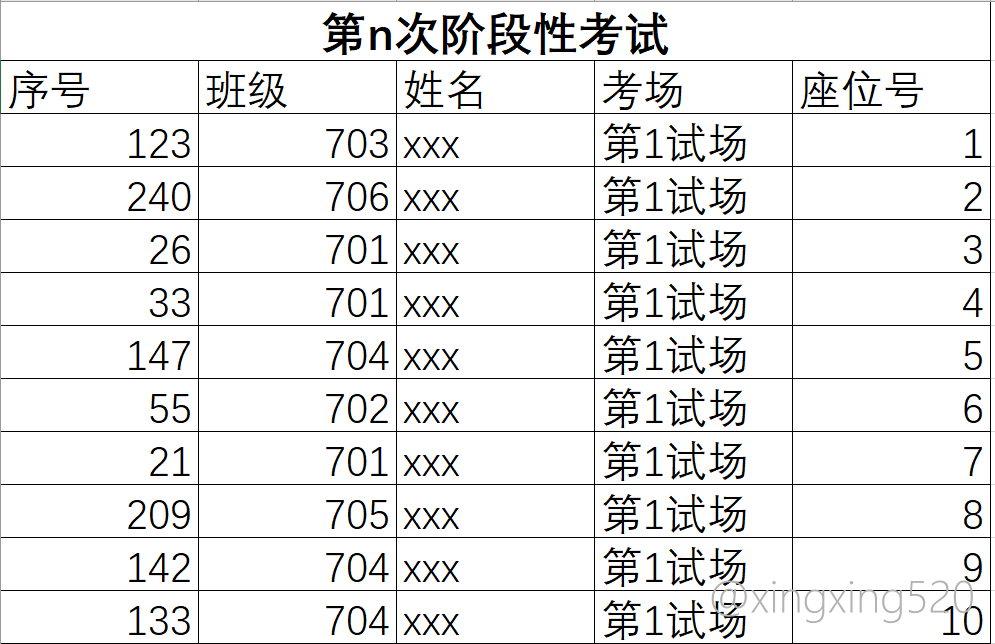 第n次阶段性考试
序号 班级 姓名 考场 座位号
123 703 xxx 第1试场 1
240 706 xxx 第1试场 2
26 701 xxx 第1试场 3
33 701 xxx 第1试场 4
147 704 xxx 第1试场 5
55 702 xxx 第1试场 6
21 701 xxx 第1试场 7
209 705 xxx 第1试场 8
142 704 xxx 第1试场 9
133 704 xxx 第1试场 10
@xingxing520